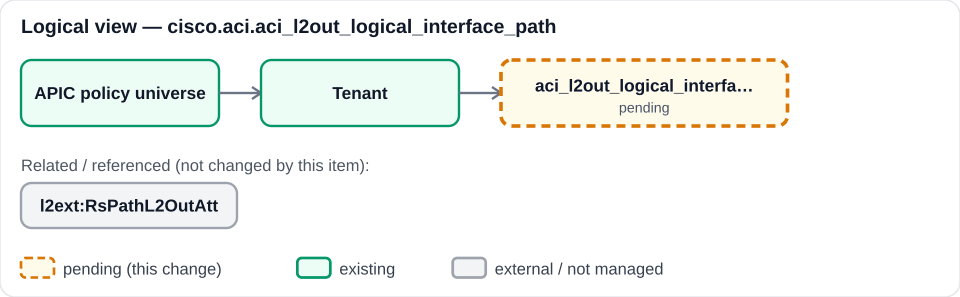 Logical view — cisco.aci.aci_l2out_logical_interface_path
APIC policy universe
Tenant
aci_l2out_logical_interfa…
pending
Related / referenced (not changed by this item):
l2ext:RsPathL2OutAtt
pending (this change)
existing
external / not managed